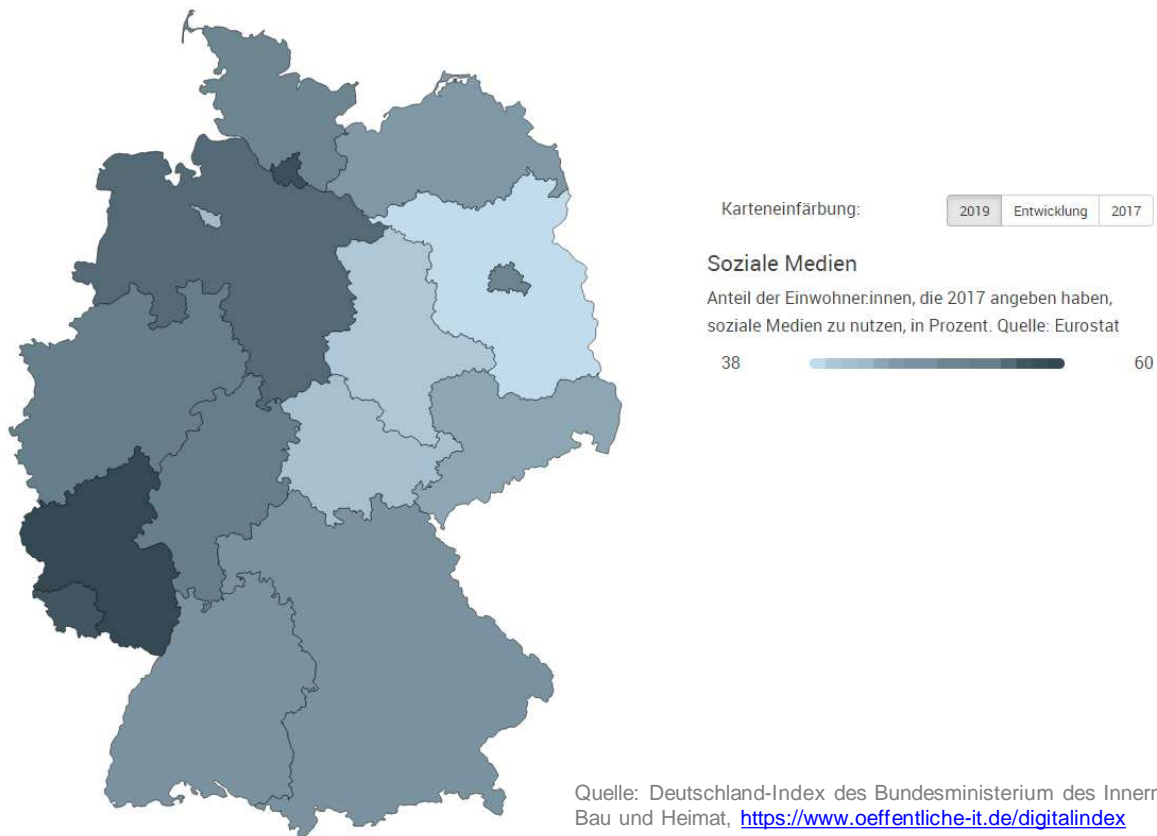 Karteneinfärbung:
2019 Entwicklung 2017
Soziale Medien
Anteil der Einwohner:innen, die 2017 angeben haben,
soziale Medien zu nutzen, in Prozent. Quelle: Eurostat
38 60
Quelle: Deutschland-Index des Bundesministerium des Innern
Bau und Heimat, https://www.oeffentliche-it.de/digitalindex